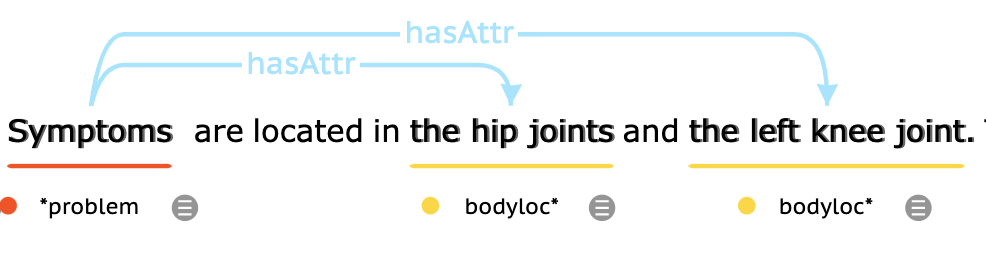 hasAttr
hasAttr
Symptoms are located in the hip joints and the left knee joint.
*problem bodyloc* bodyloc*